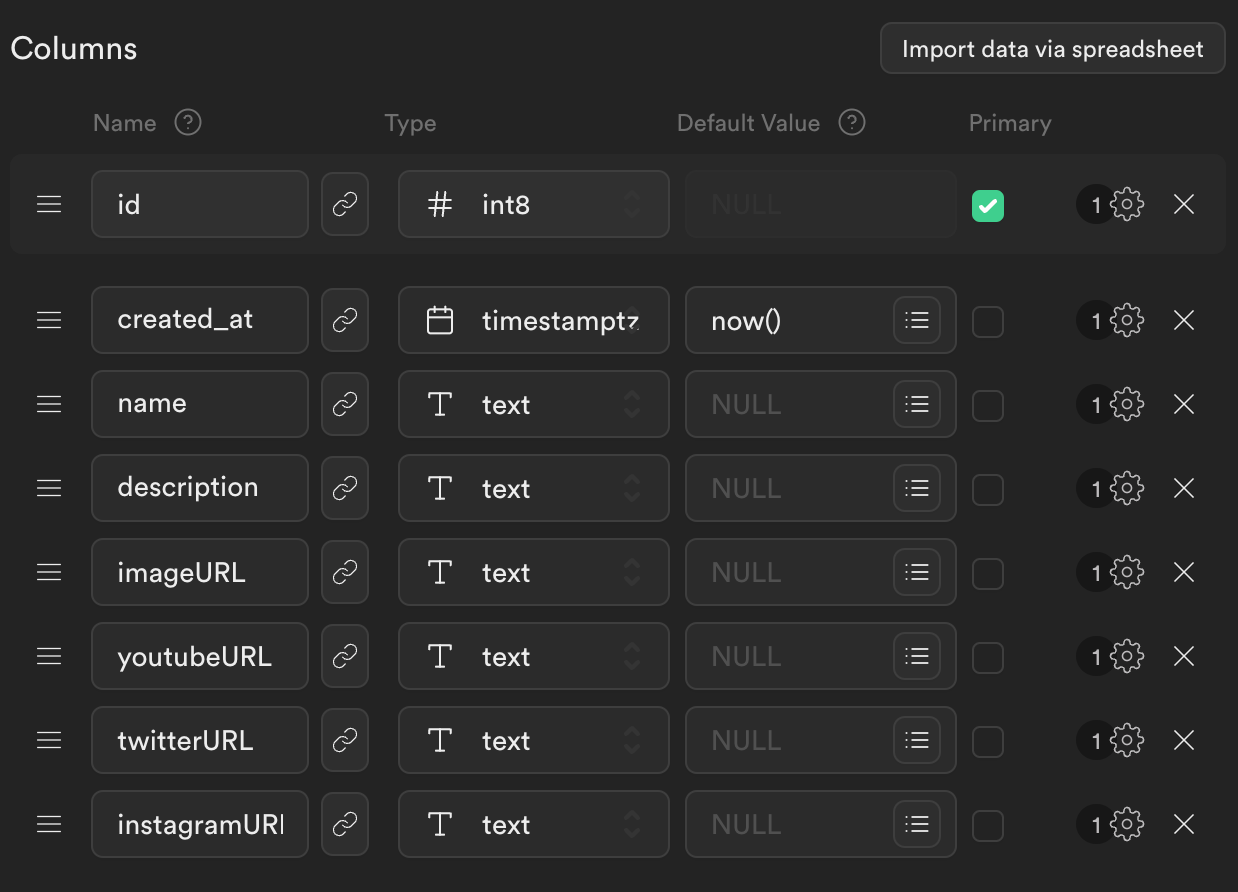 Columns
Import data via spreadsheet
Name ? Type Default Value ? Primary
id int8 NULL 1
created_at timestamptz now() 1
name text NULL 1
description text NULL 1
imageURL text NULL 1
youtubeURL text NULL 1
twitterURL text NULL 1
instagramURL text NULL 1